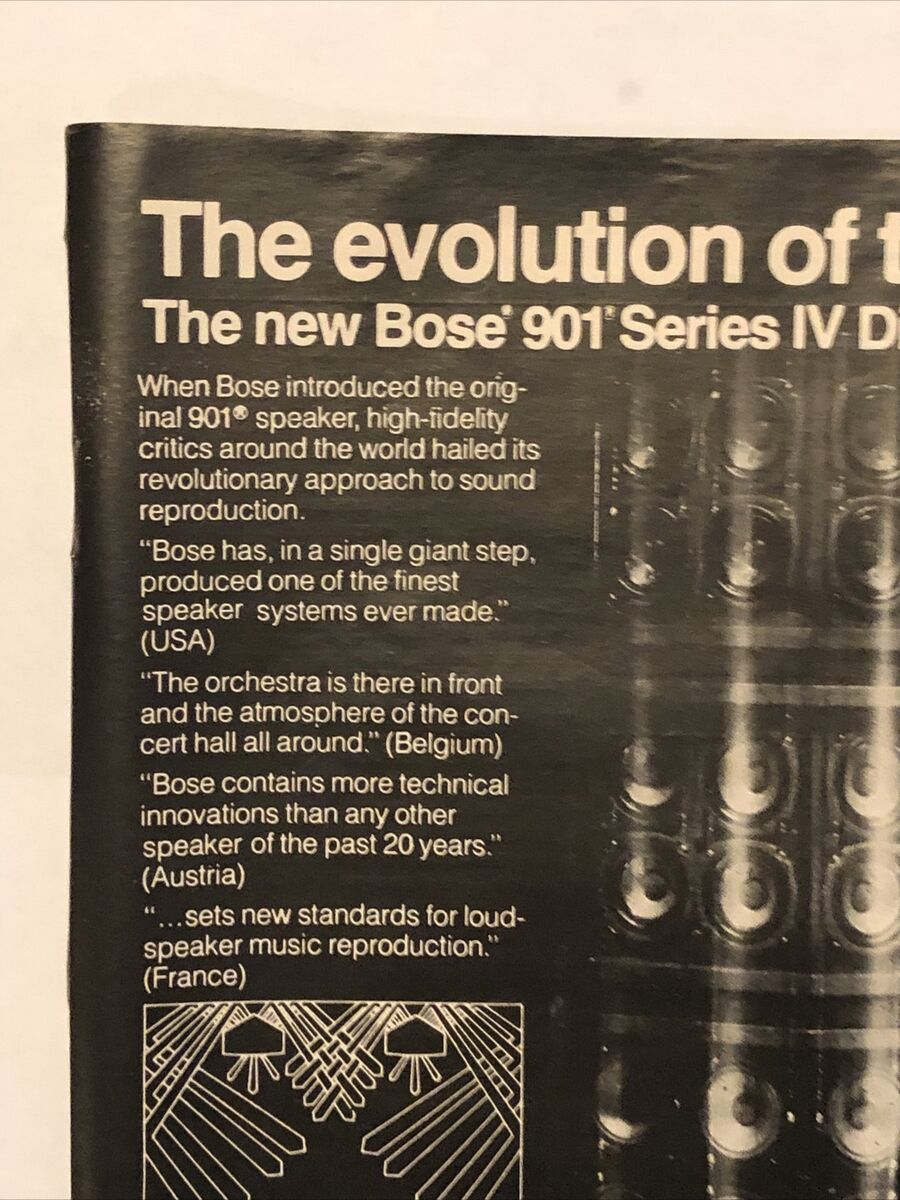 The evolution of t
The new Bose® 901® Series IV Di
When Bose introduced the orig-
inal 901® speaker, high-fidelity
critics around the world hailed its
revolutionary approach to sound
reproduction.
“Bose has, in a single giant step,
produced one of the finest
speaker systems ever made.”
(USA)
“The orchestra is there in front
and the atmosphere of the con-
cert hall all around.” (Belgium)
“Bose contains more technical
innovations than any other
speaker of the past 20 years.”
(Austria)
“...sets new standards for loud-
speaker music reproduction.”
(France)